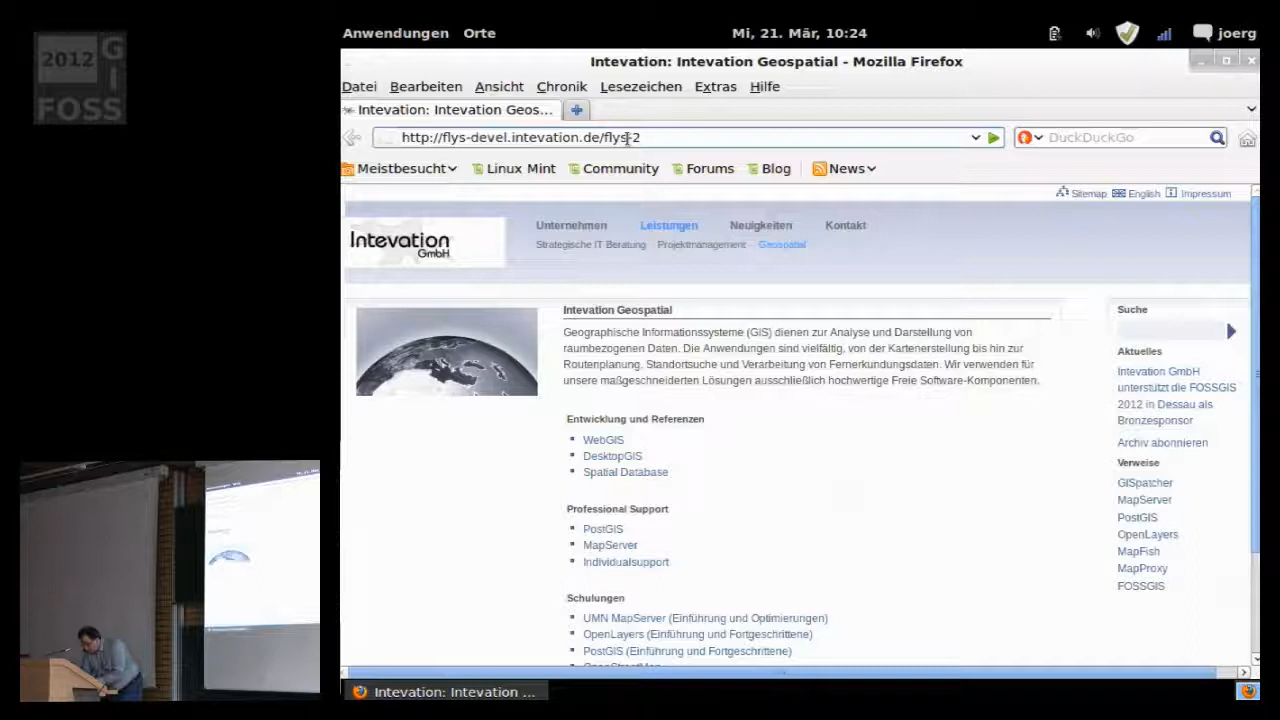 2012
GIS
FOSS
Anwendungen Orte
Mi, 21. Mär, 10:24
joerg
Intevation: Intevation Geospatial - Mozilla Firefox
Datei Bearbeiten Ansicht Chronik Lesezeichen Extras Hilfe
Intevation: Intevation Geos...
http://flys-devel.intevation.de/flys-2
DuckDuckGo
Meistbesucht Linux Mint Community Forums Blog News
Sitemap English Impressum
Intevation
GmbH
Unternehmen Leistungen Neuigkeiten Kontakt
Strategische IT Beratung Projektmanagement Geospatial
Intevation Geospatial
Geographische Informationssysteme (GIS) dienen zur Analyse und Darstellung von
raumbezogenen Daten. Die Anwendungen sind vielfältig, von der Kartenerstellung bis hin zur
Routenplanung, Standortsuche und Verarbeitung von Fernerkundungsdaten. Wir verwenden für
unsere maßgeschneiderten Lösungen ausschließlich hochwertige Freie Software-Komponenten.
Entwicklung und Referenzen
WebGIS
DesktopGIS
Spatial Database
Professional Support
PostGIS
MapServer
Individualsupport
Schulungen
UMN MapServer (Einführung und Optimierungen)
OpenLayers (Einführung und Fortgeschrittene)
PostGIS (Einführung und Fortgeschrittene)
OpenStreetMap
Suche
Aktuelles
Intevation GmbH
unterstützt die FOSSGIS
2012 in Dessau als
Bronzesponsor
Archiv abonnieren
Verweise
GISpatcher
MapServer
PostGIS
OpenLayers
MapFish
MapProxy
FOSSGIS
Intevation: Intevation ...